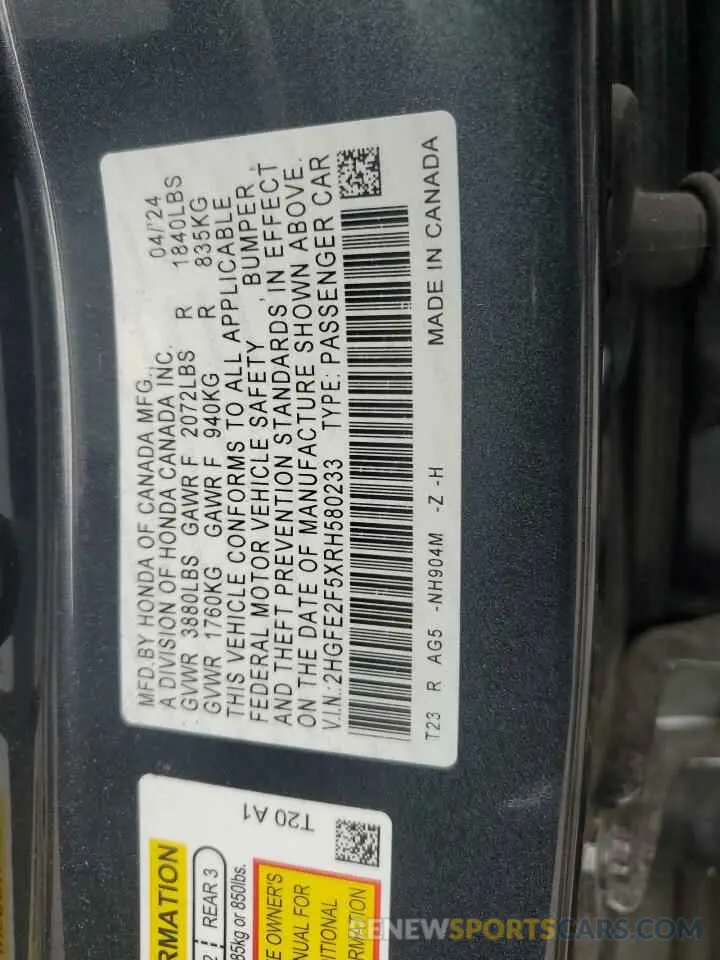 MFD. BY HONDA OF CANADA MFG.,
A DIVISION OF HONDA CANADA INC. 04/'24
GVWR 3880LBS GAWR F 2072LBS R 1840LBS
GVWR 1760KG GAWR F 940KG R 835KG
THIS VEHICLE CONFORMS TO ALL APPLICABLE
FEDERAL MOTOR VEHICLE SAFETY, BUMPER,
AND THEFT PREVENTION STANDARDS IN EFFECT
ON THE DATE OF MANUFACTURE SHOWN ABOVE.
V.I.N.:2HGFE2F5XRH580233 TYPE: PASSENGER CAR
T23 R AG5 -NH904M -Z -H MADE IN CANADA
T20 A1
RMATION
2 REAR 3
85kg or 850lbs.
E OWNER'S
NUAL FOR
ITIONAL
RMATION
RENEWSPORTSCARS.COM